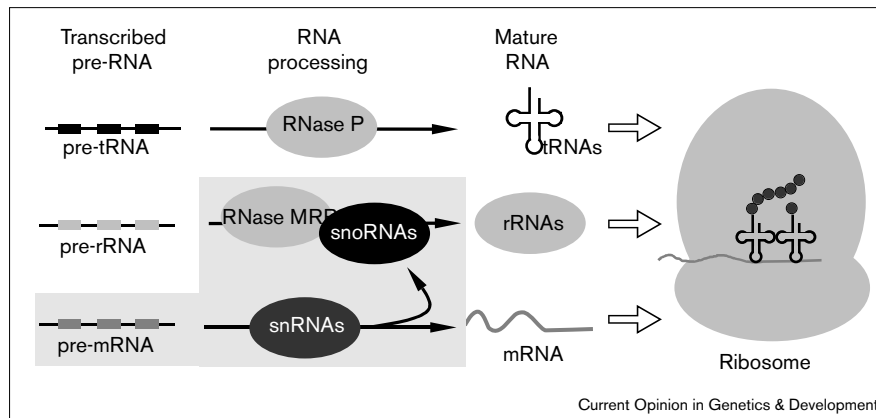 Transcribed
pre-RNA
RNA
processing
Mature
RNA
pre-tRNA
RNase P
tRNAs
pre-rRNA
RNase MRP
snoRNAs
rRNAs
pre-mRNA
snRNAs
mRNA
Ribosome
Current Opinion in Genetics & Development